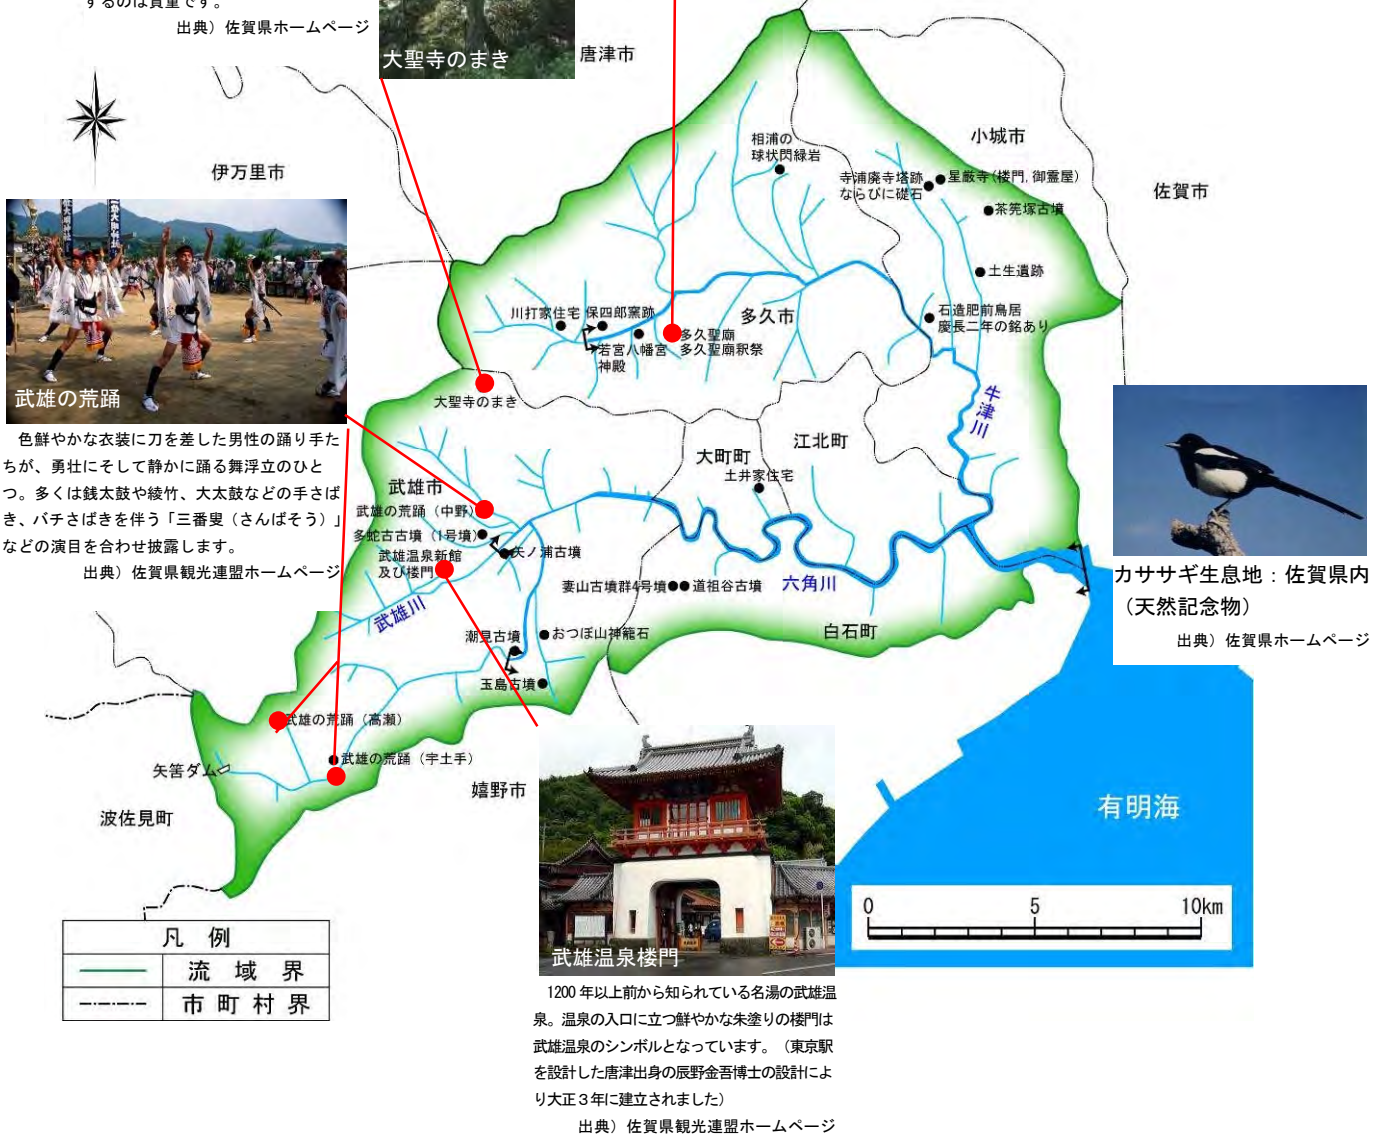 するのは貴重です。
出典）佐賀県ホームページ
大聖寺のまき
唐津市
伊万里市
小城市
佐賀市
相浦の
球状閃緑岩
寺浦廃寺塔跡
ならびに礎石
星巌寺(楼門,御霊屋)
茶筅塚古墳
土生遺跡
石造肥前鳥居
慶長二年の銘あり
川打家住宅
保四郎窯跡
若宮八幡宮
神殿
多久市
多久聖廟
多久聖廟釈祭
大聖寺のまき
牛津川
江北町
大町町
土井家住宅
武雄の荒踊
色鮮やかな衣装に刀を差した男性の踊り手た
ちが、勇壮にそして静かに踊る舞浮立のひと
つ。多くは銭太鼓や綾竹、大太鼓などの手さば
き、バチさばきを伴う「三番叟（さんばそう）」
などの演目を合わせ披露します。
出典）佐賀県観光連盟ホームページ
武雄市
武雄の荒踊（中野）
多蛇古古墳（1号墳）
矢ノ浦古墳
武雄温泉新館
及び楼門
武雄川
妻山古墳群4号墳
道祖谷古墳
六角川
白石町
潮見古墳
おつぼ山神籠石
玉島古墳
カササギ生息地：佐賀県内
（天然記念物）
出典）佐賀県ホームページ
武雄の荒踊（高瀬）
武雄の荒踊（宇土手）
矢筈ダム
波佐見町
嬉野市
有明海
0 5 10km
凡 例
流 域 界
市 町 村 界
武雄温泉楼門
1200年以上前から知られている名湯の武雄温
泉。温泉の入口に立つ鮮やかな朱塗りの楼門は
武雄温泉のシンボルとなっています。（東京駅
を設計した唐津出身の辰野金吾博士の設計によ
り大正３年に建立されました）
出典）佐賀県観光連盟ホームページ